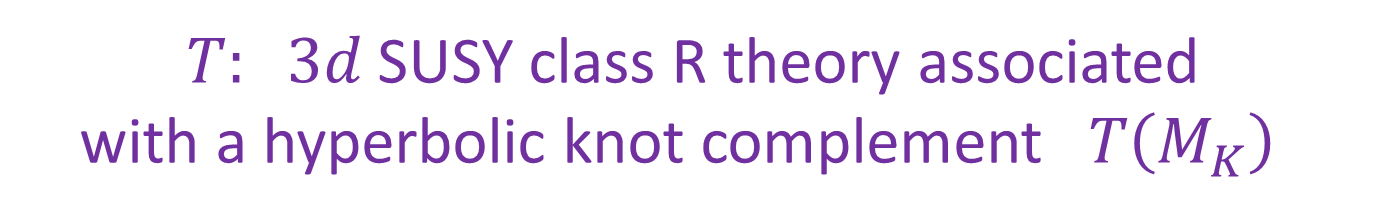 T: 3d SUSY class R theory associated
with a hyperbolic knot complement T(M_K)